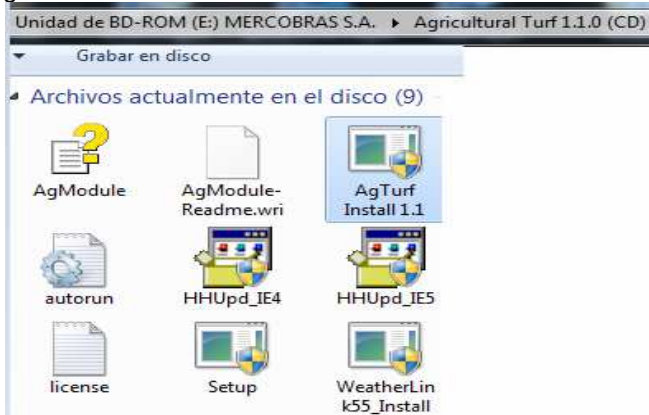 Unidad de BD-ROM (E:) MERCOBRAS S.A. ▸ Agricultural Turf 1.1.0 (CD)
Grabar en disco
Archivos actualmente en el disco (9)
AgModule
AgModule-
Readme.wri
AgTurf
Install 1.1
autorun
HHUpd_IE4
HHUpd_IE5
license
Setup
WeatherLin
k55_Install